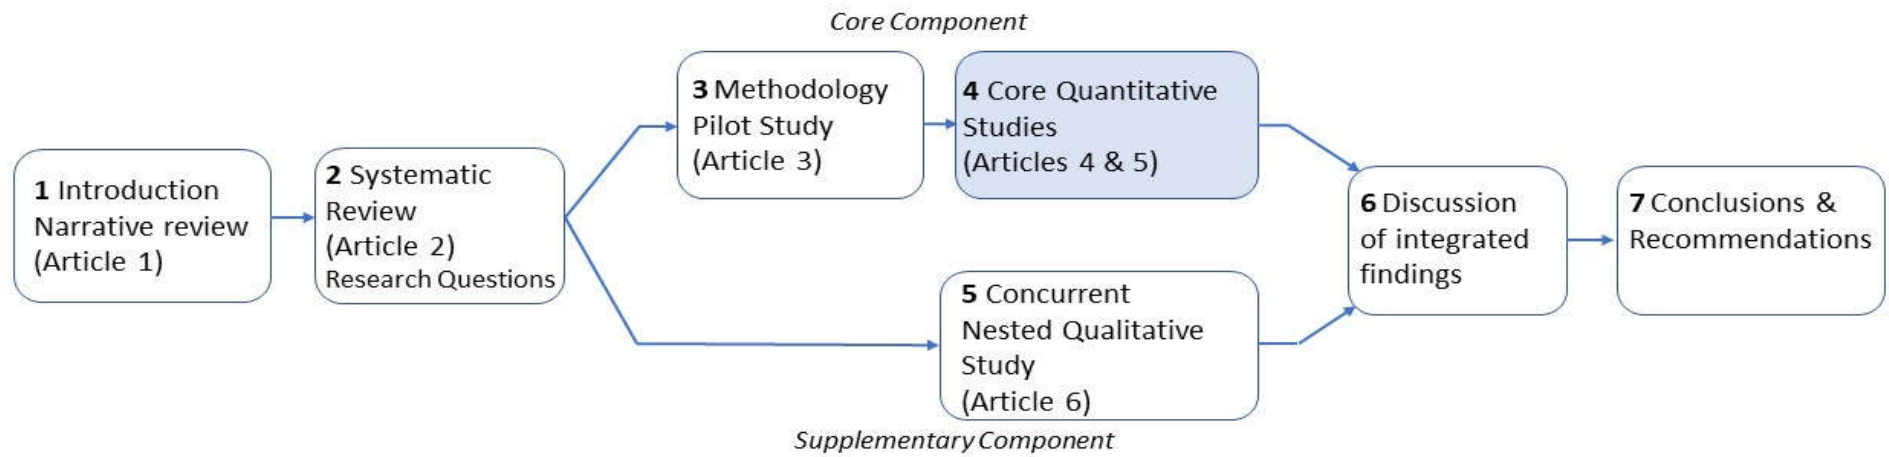 Core Component
1 Introduction
Narrative review
(Article 1)
2 Systematic
Review
(Article 2)
Research Questions
3 Methodology
Pilot Study
(Article 3)
4 Core Quantitative
Studies
(Articles 4 & 5)
5 Concurrent
Nested Qualitative
Study
(Article 6)
6 Discussion
of integrated
findings
7 Conclusions &
Recommendations
Supplementary Component